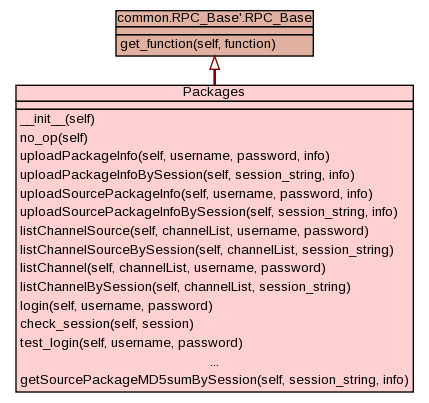 common.RPC_Base'.RPC_Base
get_function(self, function)
Packages
__init__(self)
no_op(self)
uploadPackageInfo(self, username, password, info)
uploadPackageInfoBySession(self, session_string, info)
uploadSourcePackageInfo(self, username, password, info)
uploadSourcePackageInfoBySession(self, session_string, info)
listChannelSource(self, channelList, username, password)
listChannelSourceBySession(self, channelList, session_string)
listChannel(self, channelList, username, password)
listChannelBySession(self, channelList, session_string)
login(self, username, password)
check_session(self, session)
test_login(self, username, password)
...
getSourcePackageMD5sumBySession(self, session_string, info)